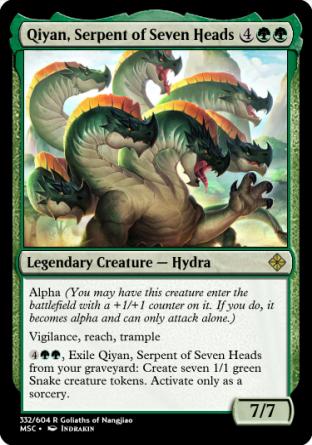 Qiyan, Serpent of Seven Heads 4
Legendary Creature — Hydra
Alpha (You may have this creature enter the
battlefield with a +1/+1 counter on it. If you do, it
becomes alpha and can only attack alone.)
Vigilance, reach, trample
4, Exile Qiyan, Serpent of Seven Heads
from your graveyard: Create seven 1/1 green
Snake creature tokens. Activate only as a
sorcery.
7/7
332/604 R Goliaths of Nangjiao
MSC • Indrakin